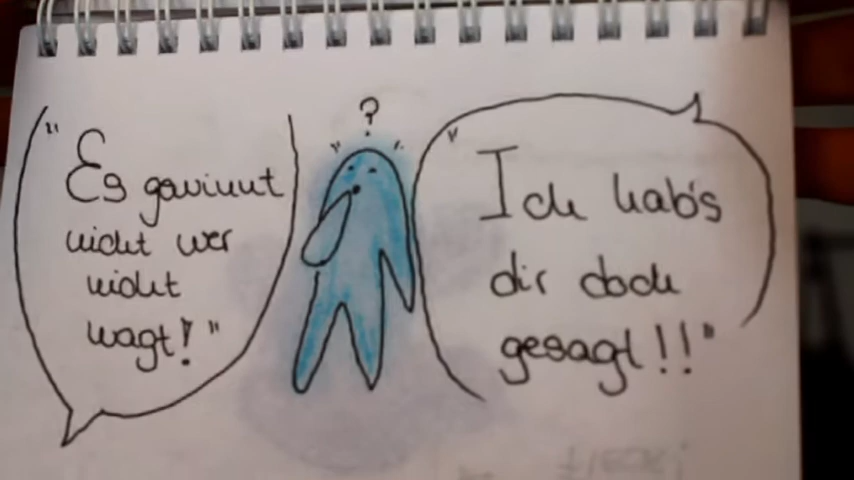 "Es gewinnt
nicht wer
nicht
wagt!"
?
"Ich hab's
dir doch
gesagt!!"